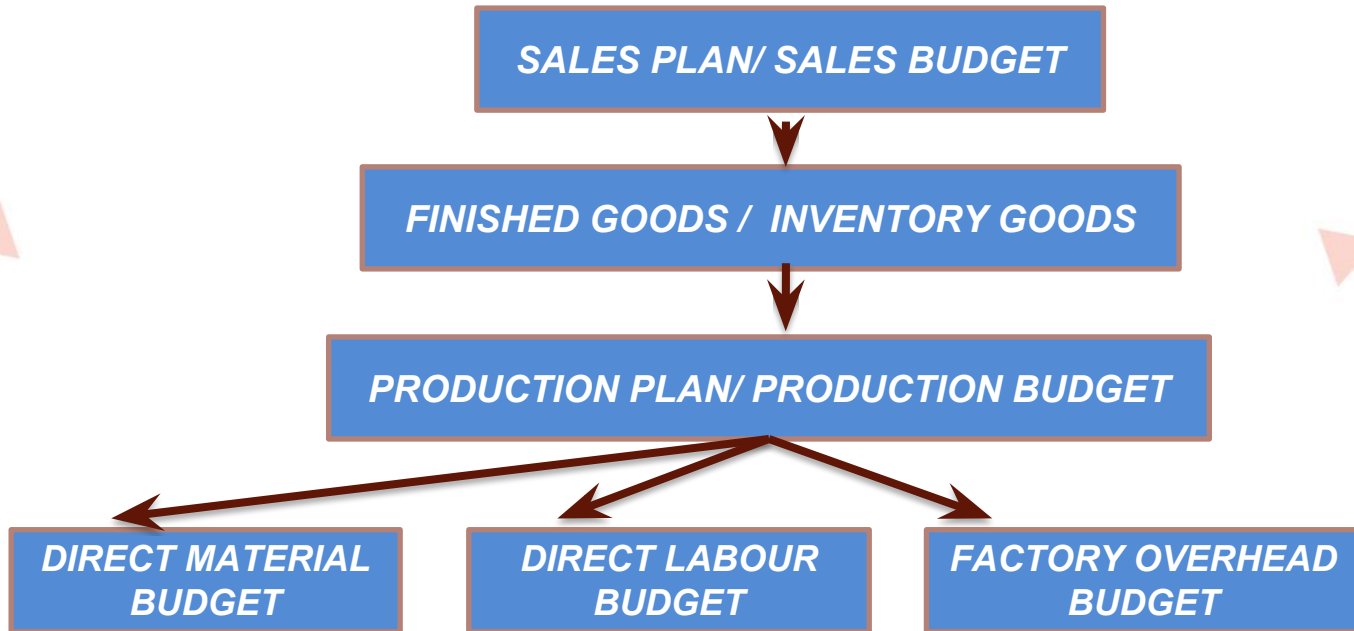 SALES PLAN/ SALES BUDGET
FINISHED GOODS /  INVENTORY GOODS
PRODUCTION PLAN/ PRODUCTION BUDGET
DIRECT MATERIAL
BUDGET
DIRECT LABOUR
BUDGET
FACTORY OVERHEAD
BUDGET